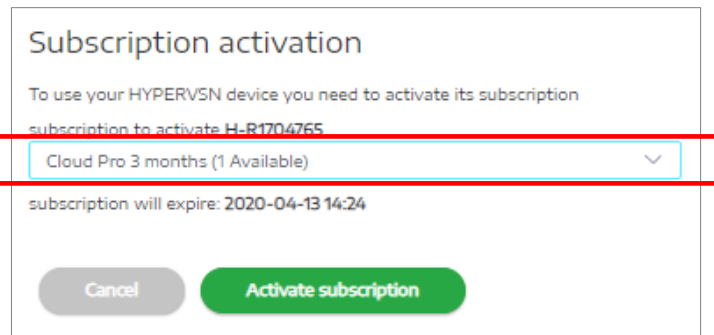 Subscription activation
To use your HYPERVSN device you need to activate its subscription
subscription to activate H-R1704765
Cloud Pro 3 months (1 Available)
subscription will expire: 2020-04-13 14:24
Cancel
Activate subscription